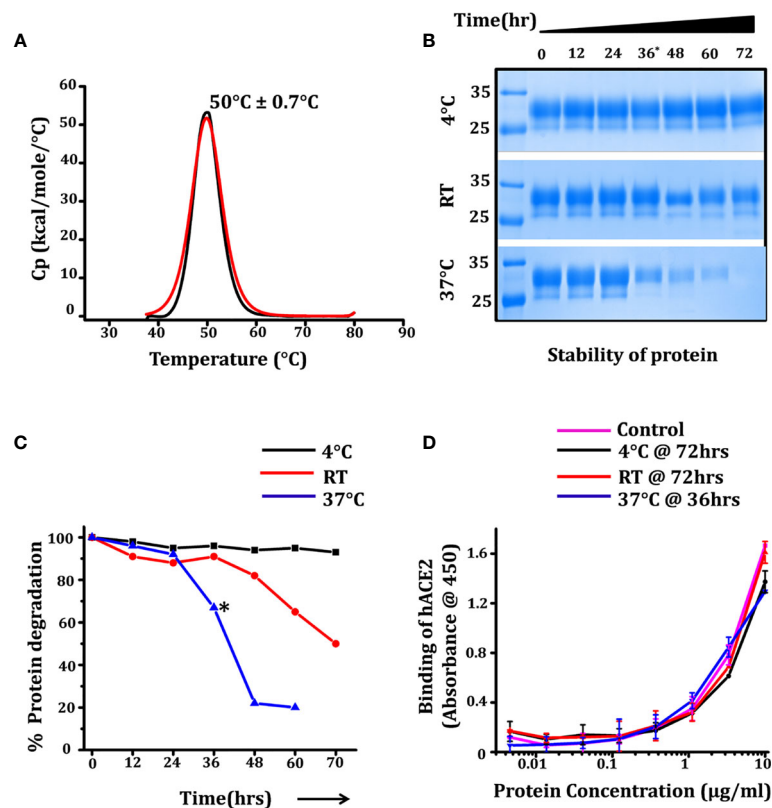 A
50°C ± 0.7°C
Cp (kcal/mole/°C)
60
50
40
30
20
10
0
30 40 50 60 70 80 90
Temperature (°C)
B
Time(hr)
0 12 24 36* 48 60 72
4°C
35
25
RT
35
25
37°C
35
25
Stability of protein
C
4°C
RT
37°C
% Protein degradation
100
80
60
40
20
*
0 12 24 36 48 60 70
Time(hrs)
D
Control
4°C @ 72hrs
RT @ 72hrs
37°C @ 36hrs
Binding of hACE2
(Absorbance @ 450)
1.6
1.2
0.8
0.4
0
0.01 0.1 1 10
Protein Concentration (µg/ml)